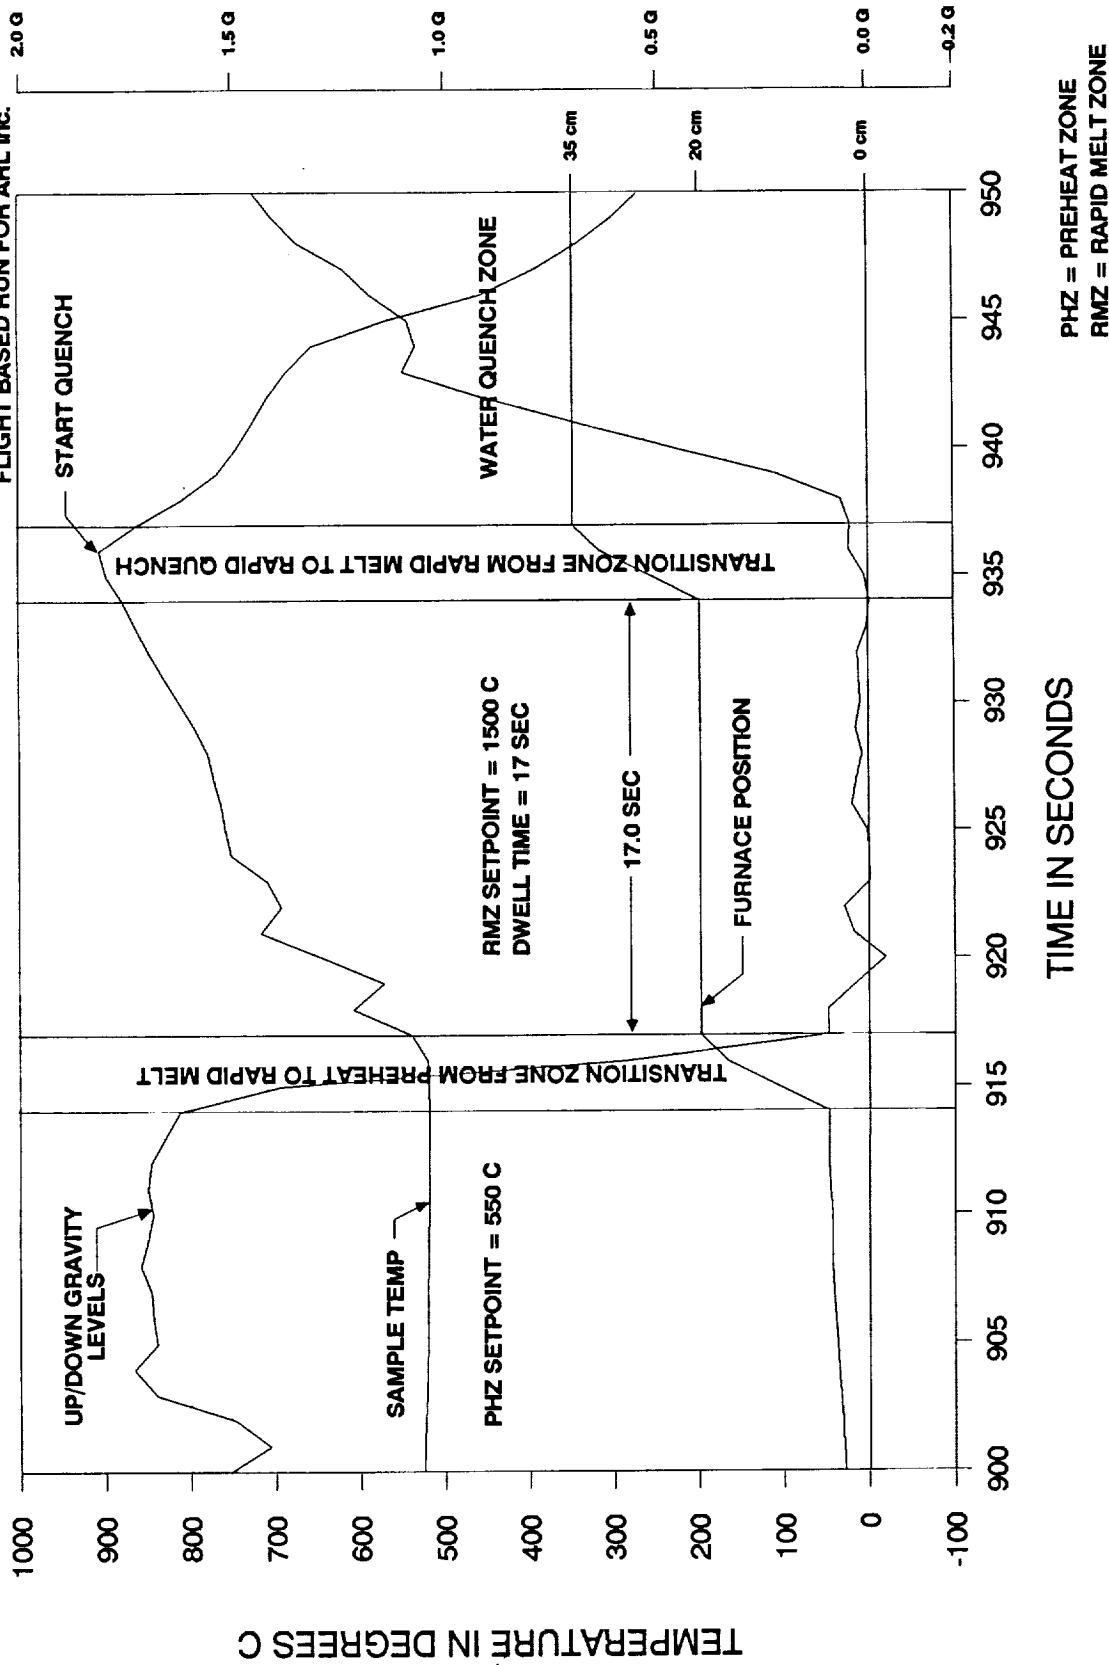 FLIGHT BASED RUN FOR ARL Inc.
START QUENCH
UP/DOWN GRAVITY
LEVELS
SAMPLE TEMP
PHZ SETPOINT = 550 C
TRANSITION ZONE FROM PREHEAT TO RAPID MELT
RMZ SETPOINT = 1500 C
DWELL TIME = 17 SEC
17.0 SEC
FURNACE POSITION
TRANSITION ZONE FROM RAPID MELT TO RAPID QUENCH
WATER QUENCH ZONE
TEMPERATURE IN DEGREES C
1000
900
800
700
600
500
400
300
200
100
0
-100
900
905
910
915
920
925
930
935
940
945
950
TIME IN SECONDS
35 cm
20 cm
0 cm
2.0 G
1.5 G
1.0 G
0.5 G
0.0 G
-0.2 G
PHZ = PREHEAT ZONE
RMZ = RAPID MELT ZONE